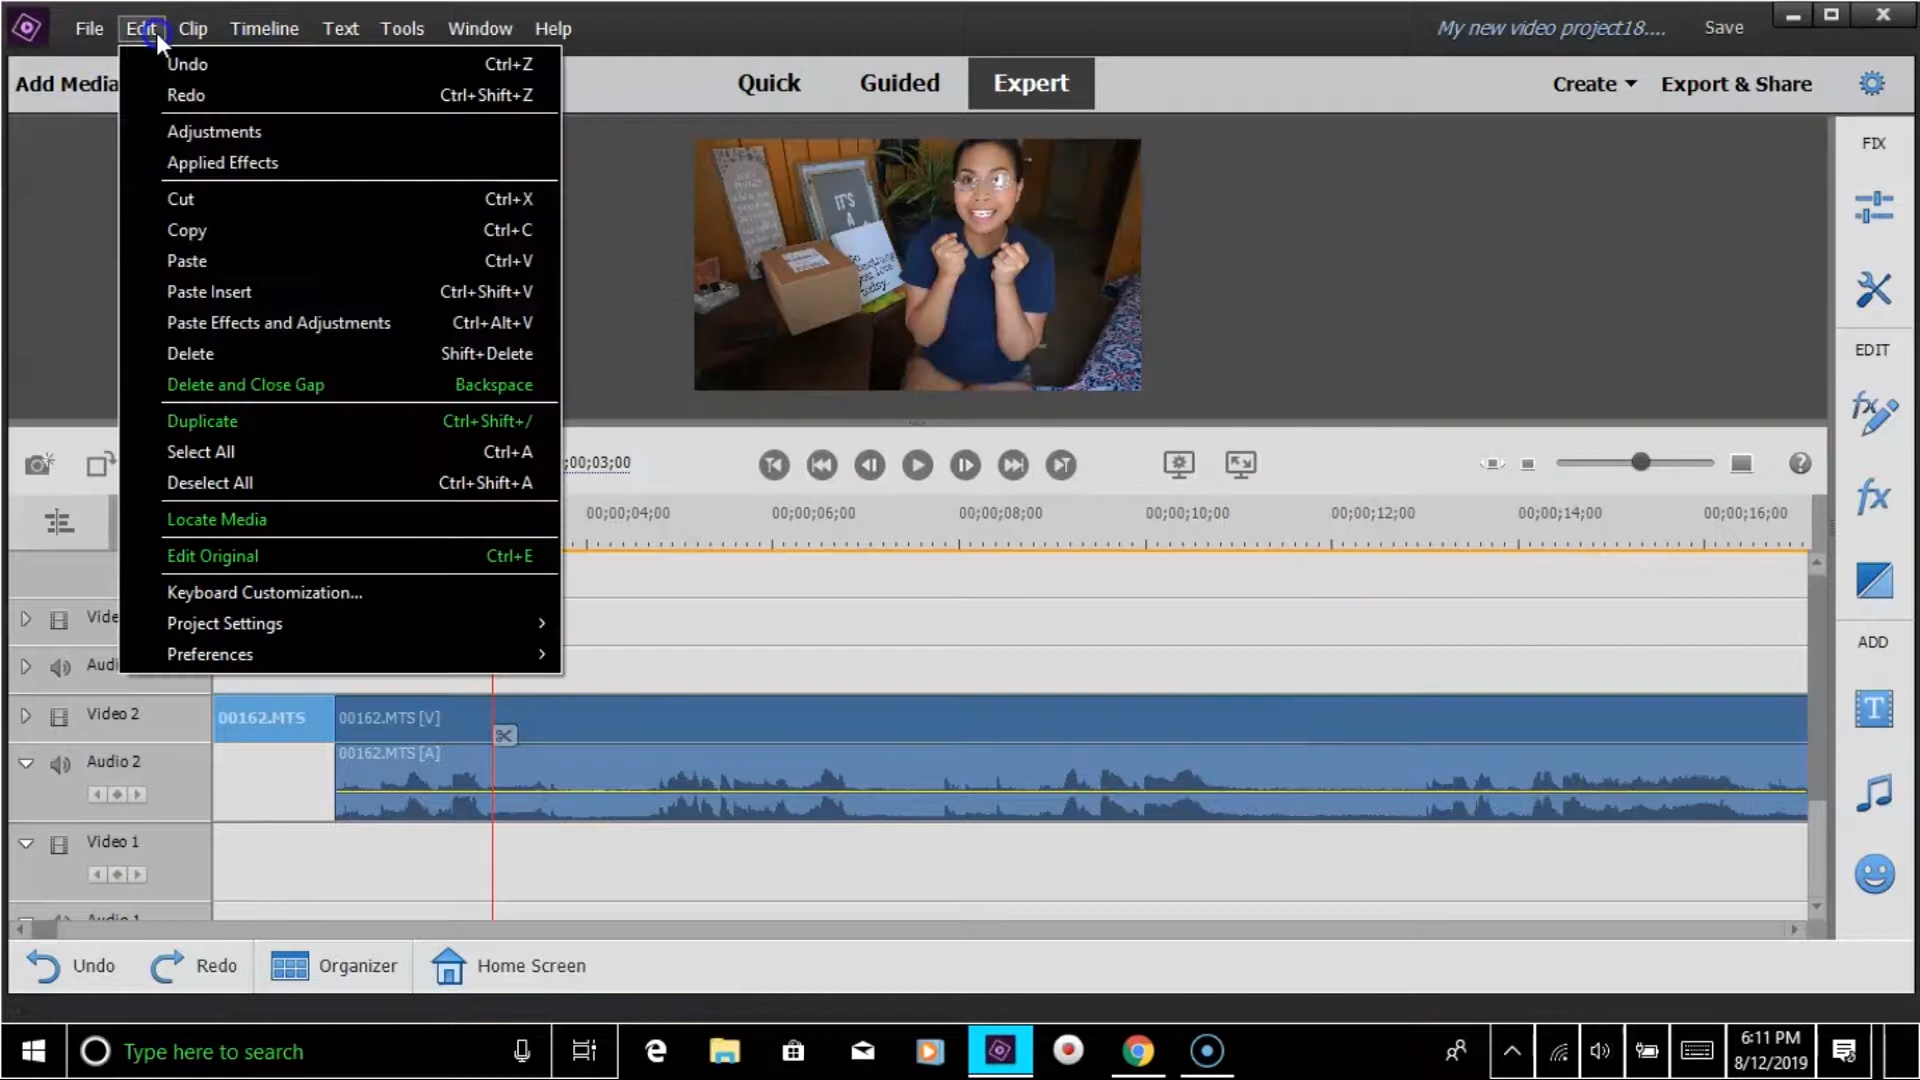 File Edit Clip Timeline Text Tools Window Help
My new video project18.... Save
Add Media
Quick Guided Expert
Create Export & Share
Undo Ctrl+Z
Redo Ctrl+Shift+Z
Adjustments
Applied Effects
Cut Ctrl+X
Copy Ctrl+C
Paste Ctrl+V
Paste Insert Ctrl+Shift+V
Paste Effects and Adjustments Ctrl+Alt+V
Delete Shift+Delete
Delete and Close Gap Backspace
Duplicate Ctrl+Shift+/
Select All Ctrl+A
Deselect All Ctrl+Shift+A
Locate Media
Edit Original Ctrl+E
Keyboard Customization...
Project Settings
Preferences
IT'S
A
something
you love
today.
FIX
EDIT
ADD
T
;00;03;00
00;00;04;00 00;00;06;00 00;00;08;00 00;00;10;00 00;00;12;00 00;00;14;00 00;00;16;00
Vide
Audi
Video 2
00162.MTS 00162.MTS [V]
Audio 2
00162.MTS [A]
Video 1
Audio 1
Undo Redo Organizer Home Screen
Type here to search
6:11 PM
8/12/2019